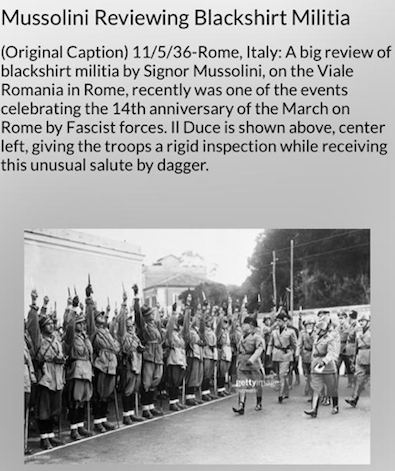 Mussolini Reviewing Blackshirt Militia
(Original Caption) 11/5/36-Rome, Italy: A big review of
blackshirt militia by Signor Mussolini, on the Viale
Romania in Rome, recently was one of the events
celebrating the 14th anniversary of the March on
Rome by Fascist forces. Il Duce is shown above, center
left, giving the troops a rigid inspection while receiving
this unusual salute by dagger.
gettyimages